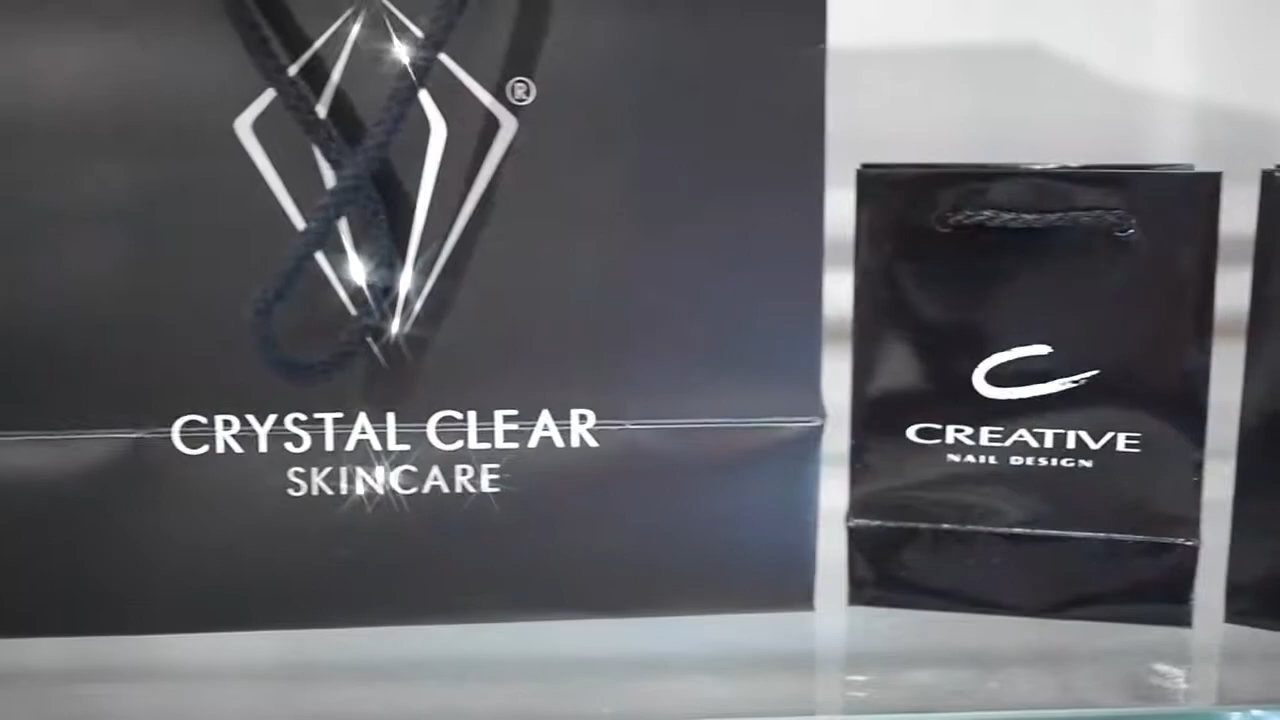 ®
CRYSTAL CLEAR
SKINCARE
CREATIVE
NAIL DESIGN